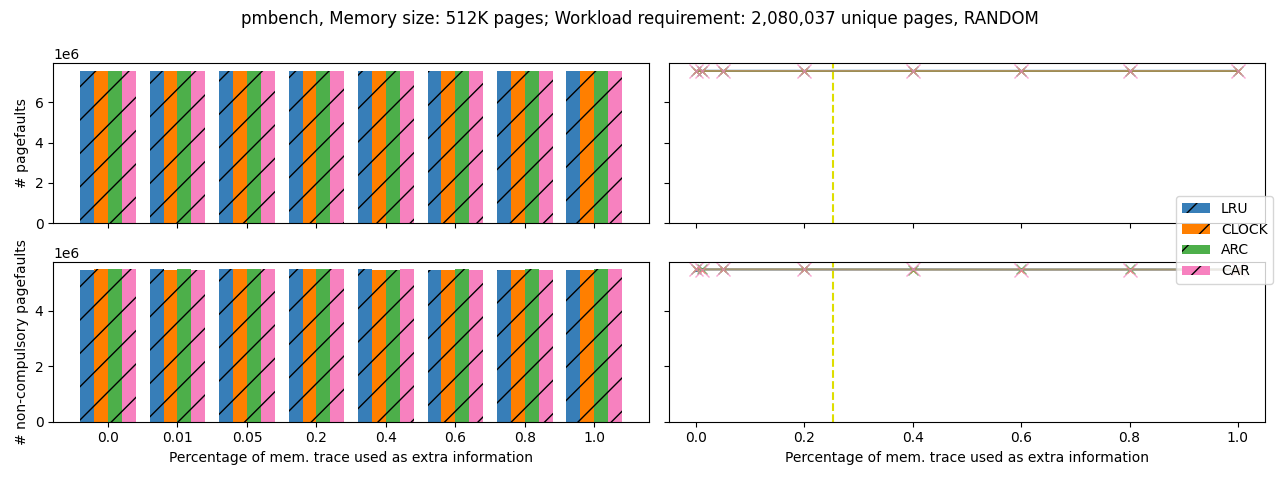 pmbench, Memory size: 512K pages; Workload requirement: 2,080,037 unique pages, RANDOM
1e6
# pagefaults
6
4
2
0
1e6
# non-compulsory pagefaults
4
2
0
0.0 0.01 0.05 0.2 0.4 0.6 0.8 1.0
Percentage of mem. trace used as extra information
0.0 0.2 0.4 0.6 0.8 1.0
Percentage of mem. trace used as extra information
LRU
CLOCK
ARC
CAR